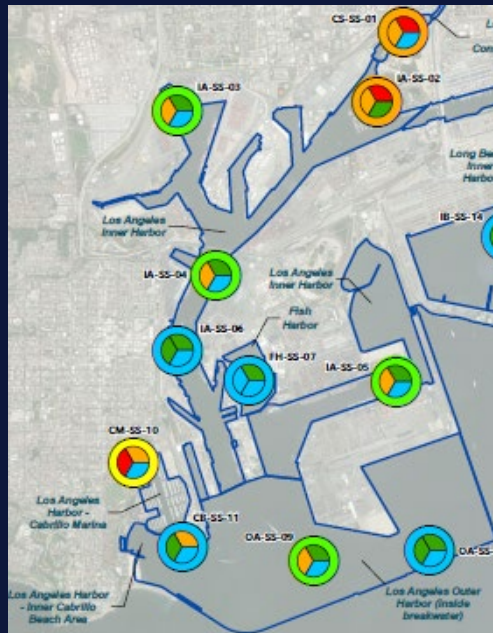 CS-SS-01
L
Con
IA-SS-02
IA-SS-03
Long Be
Inner
Harbo
IB-SS-14
Los Angeles
Inner Harbor
IA-SS-04
Los Angeles
Inner Harbor
Fish
Harbor
IA-SS-06
FH-SS-07
IA-SS-05
CM-SS-10
Los Angeles
Harbor -
Cabrillo Marina
CB-SS-11
OA-SS-09
OA-SS-
Los Angeles Harbor
- Inner Cabrillo
Beach Area
Los Angeles Outer
Harbor (Inside
breakwater)